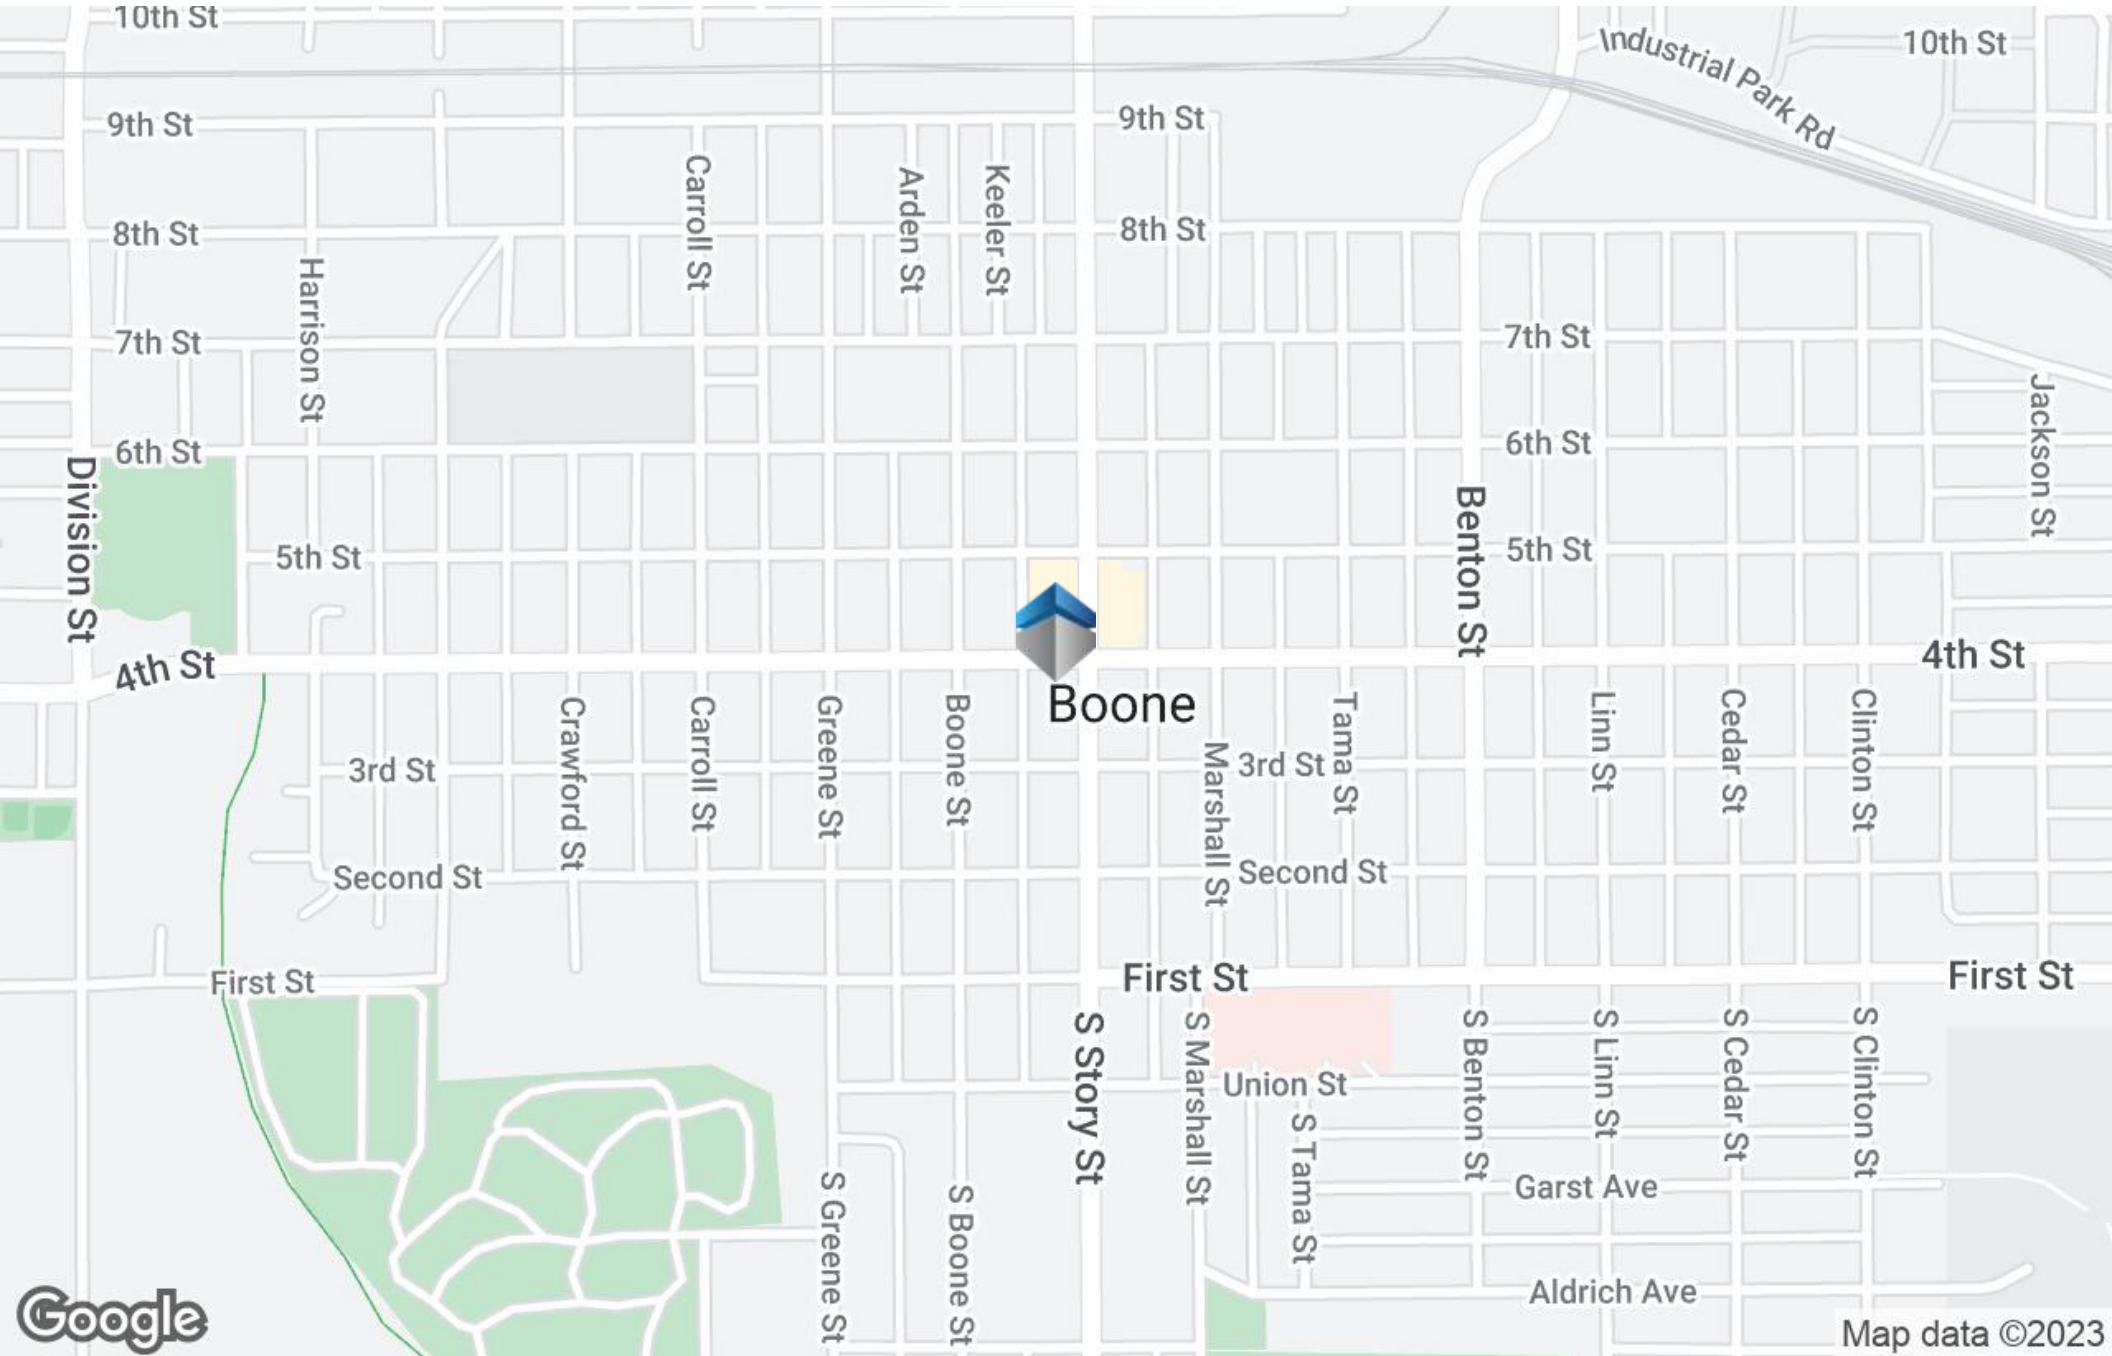 10th St
10th St
Industrial Park Rd
9th St
9th St
Carroll St
Arden St
Keeler St
8th St
8th St
Harrison St
7th St
7th St
Jackson St
6th St
6th St
Division St
Benton St
5th St
5th St
4th St
4th St
Boone
Crawford St
Carroll St
Greene St
Boone St
Marshall St
Tama St
Linn St
Cedar St
Clinton St
3rd St
3rd St
Second St
Second St
First St
First St
First St
S Story St
S Marshall St
S Benton St
S Linn St
S Cedar St
S Clinton St
Union St
S Tama St
S Greene St
S Boone St
Garst Ave
Aldrich Ave
Google
Map data ©2023